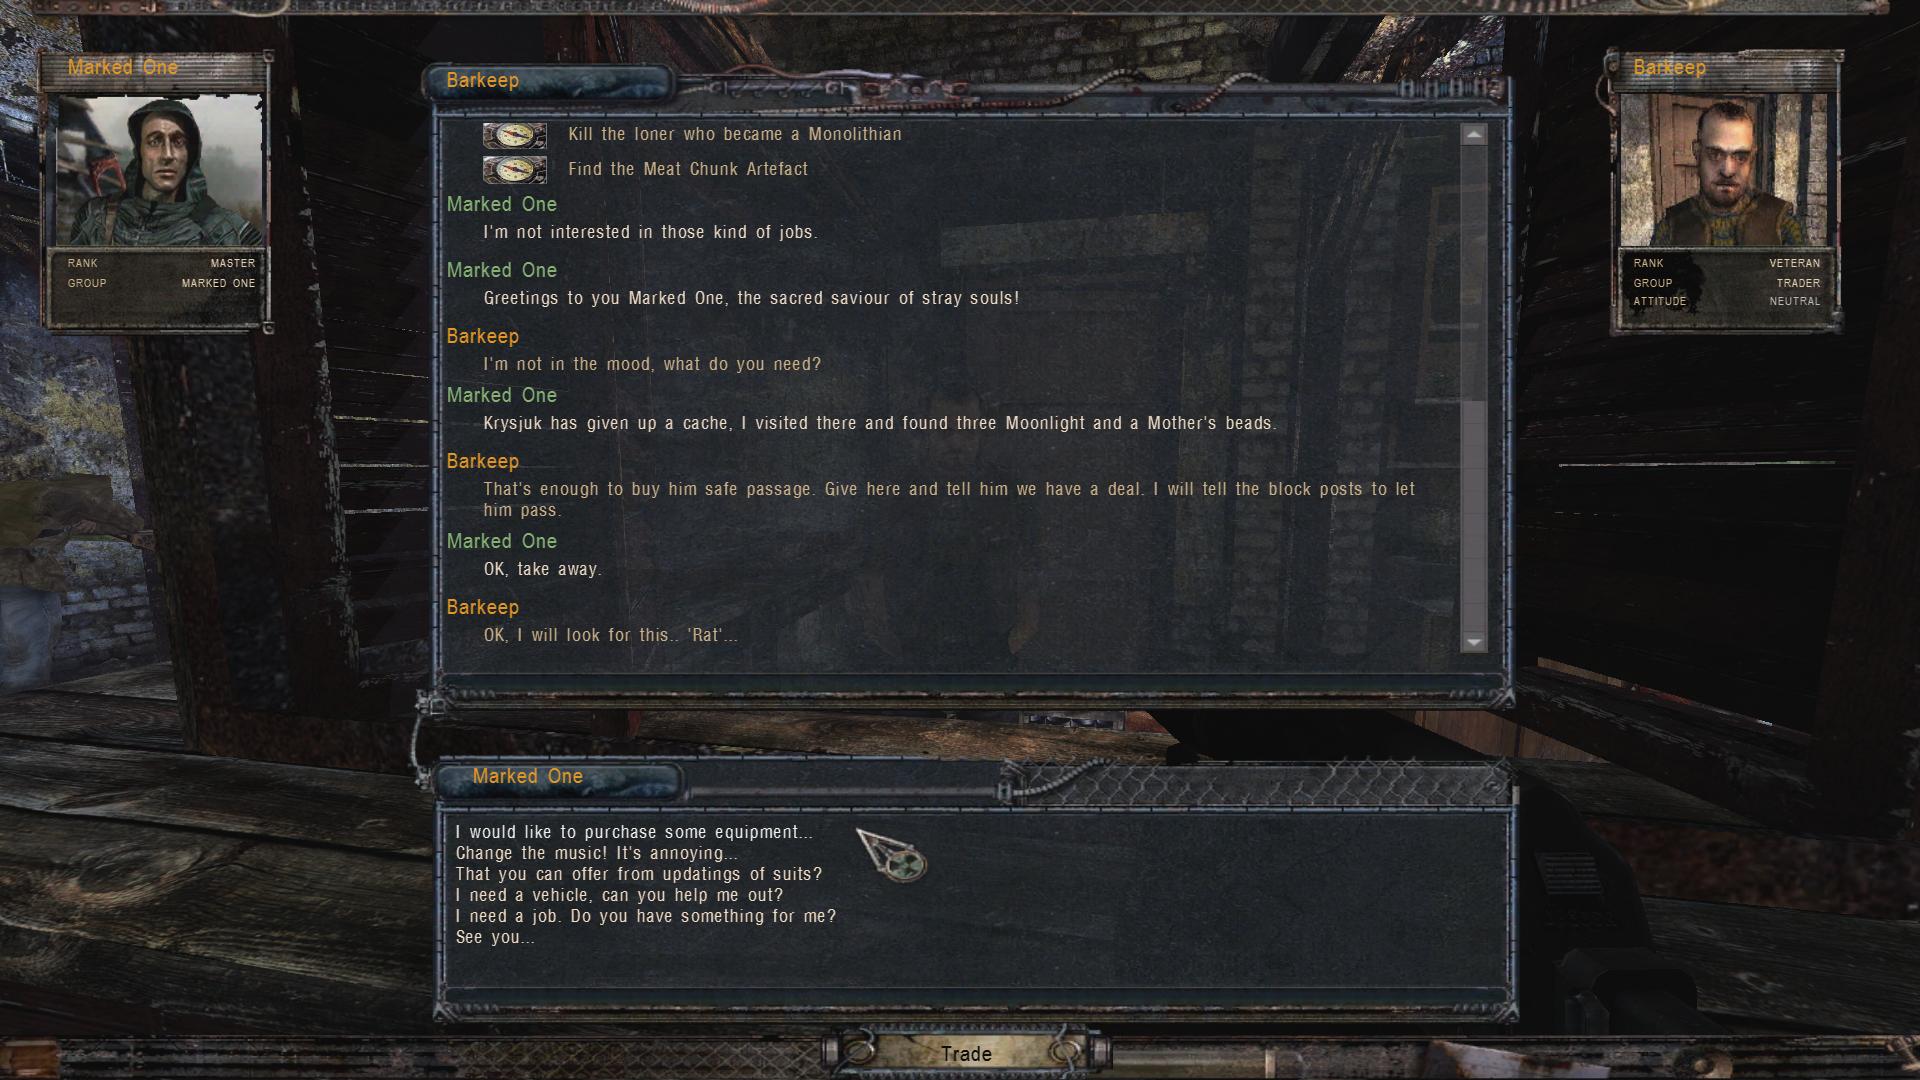 Marked One
RANK MASTER
GROUP MARKED ONE
Barkeep
Kill the loner who became a Monolithian
Find the Meat Chunk Artefact
Marked One
I'm not interested in those kind of jobs.
Marked One
Greetings to you Marked One, the sacred saviour of stray souls!
Barkeep
I'm not in the mood, what do you need?
Marked One
Krysjuk has given up a cache, I visited there and found three Moonlight and a Mother's beads.
Barkeep
That's enough to buy him safe passage. Give here and tell him we have a deal. I will tell the block posts to let
him pass.
Marked One
OK, take away.
Barkeep
OK, I will look for this.. 'Rat'...
Barkeep
RANK VETERAN
GROUP TRADER
ATTITUDE NEUTRAL
Marked One
I would like to purchase some equipment...
Change the music! It's annoying...
That you can offer from updatings of suits?
I need a vehicle, can you help me out?
I need a job. Do you have something for me?
See you...
Trade